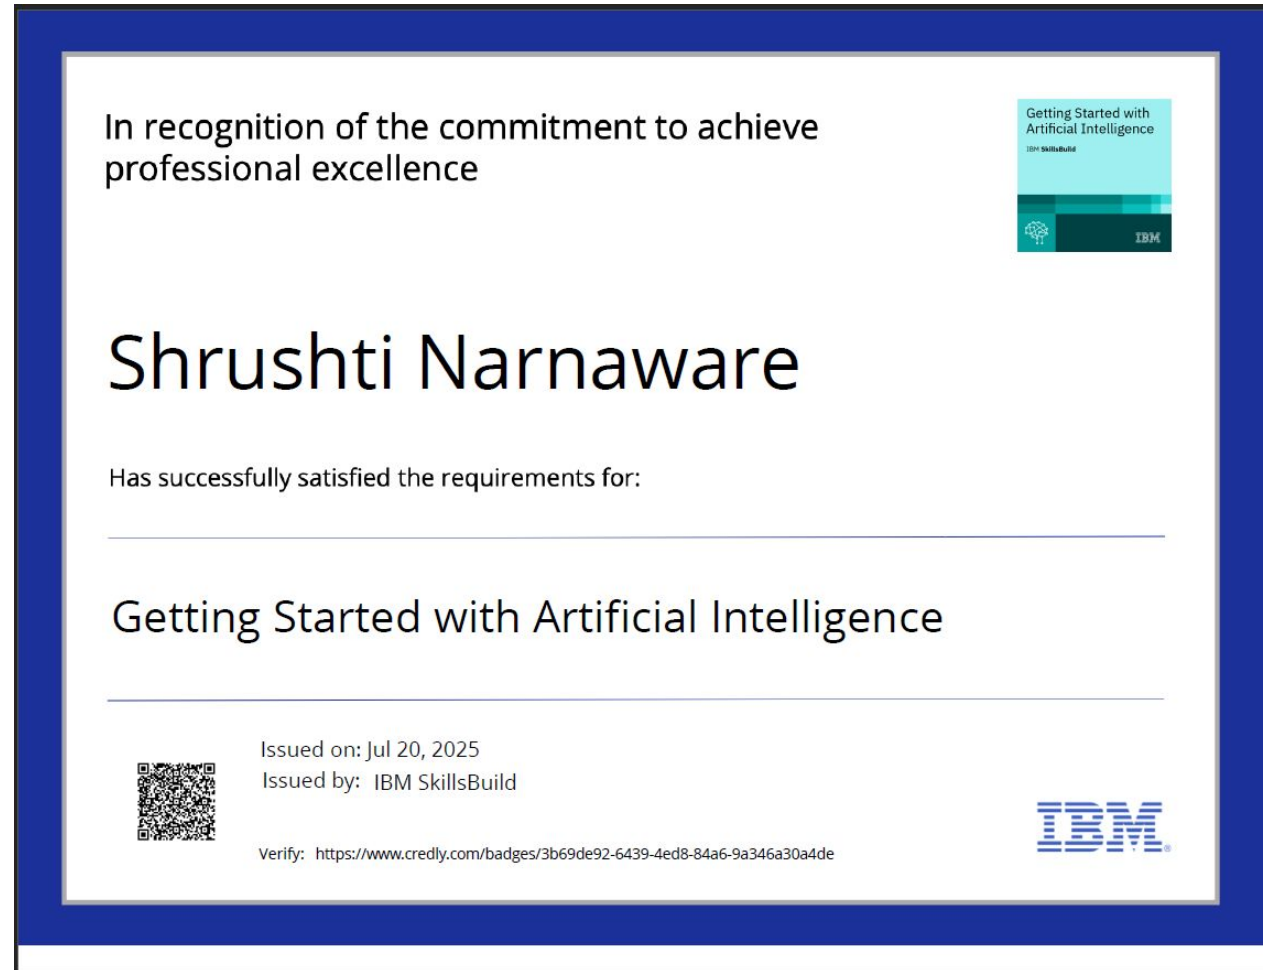 In recognition of the commitment to achieve
professional excellence
Getting Started with
Artificial Intelligence
IBM SkillsBuild
IBM
Shrushti Narnaware
Has successfully satisfied the requirements for:
Getting Started with Artificial Intelligence
Issued on: Jul 20, 2025
Issued by: IBM SkillsBuild
Verify: https://www.credly.com/badges/3b69de92-6439-4ed8-84a6-9a346a30a4de
IBM®